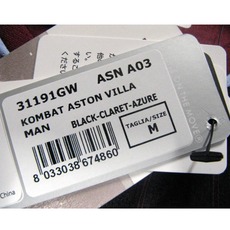 31191GW ASN A03
KOMBAT ASTON VILLA
MAN BLACK-CLARET-AZURE
TAGLIA/SIZE
M
8 033038 674860
China